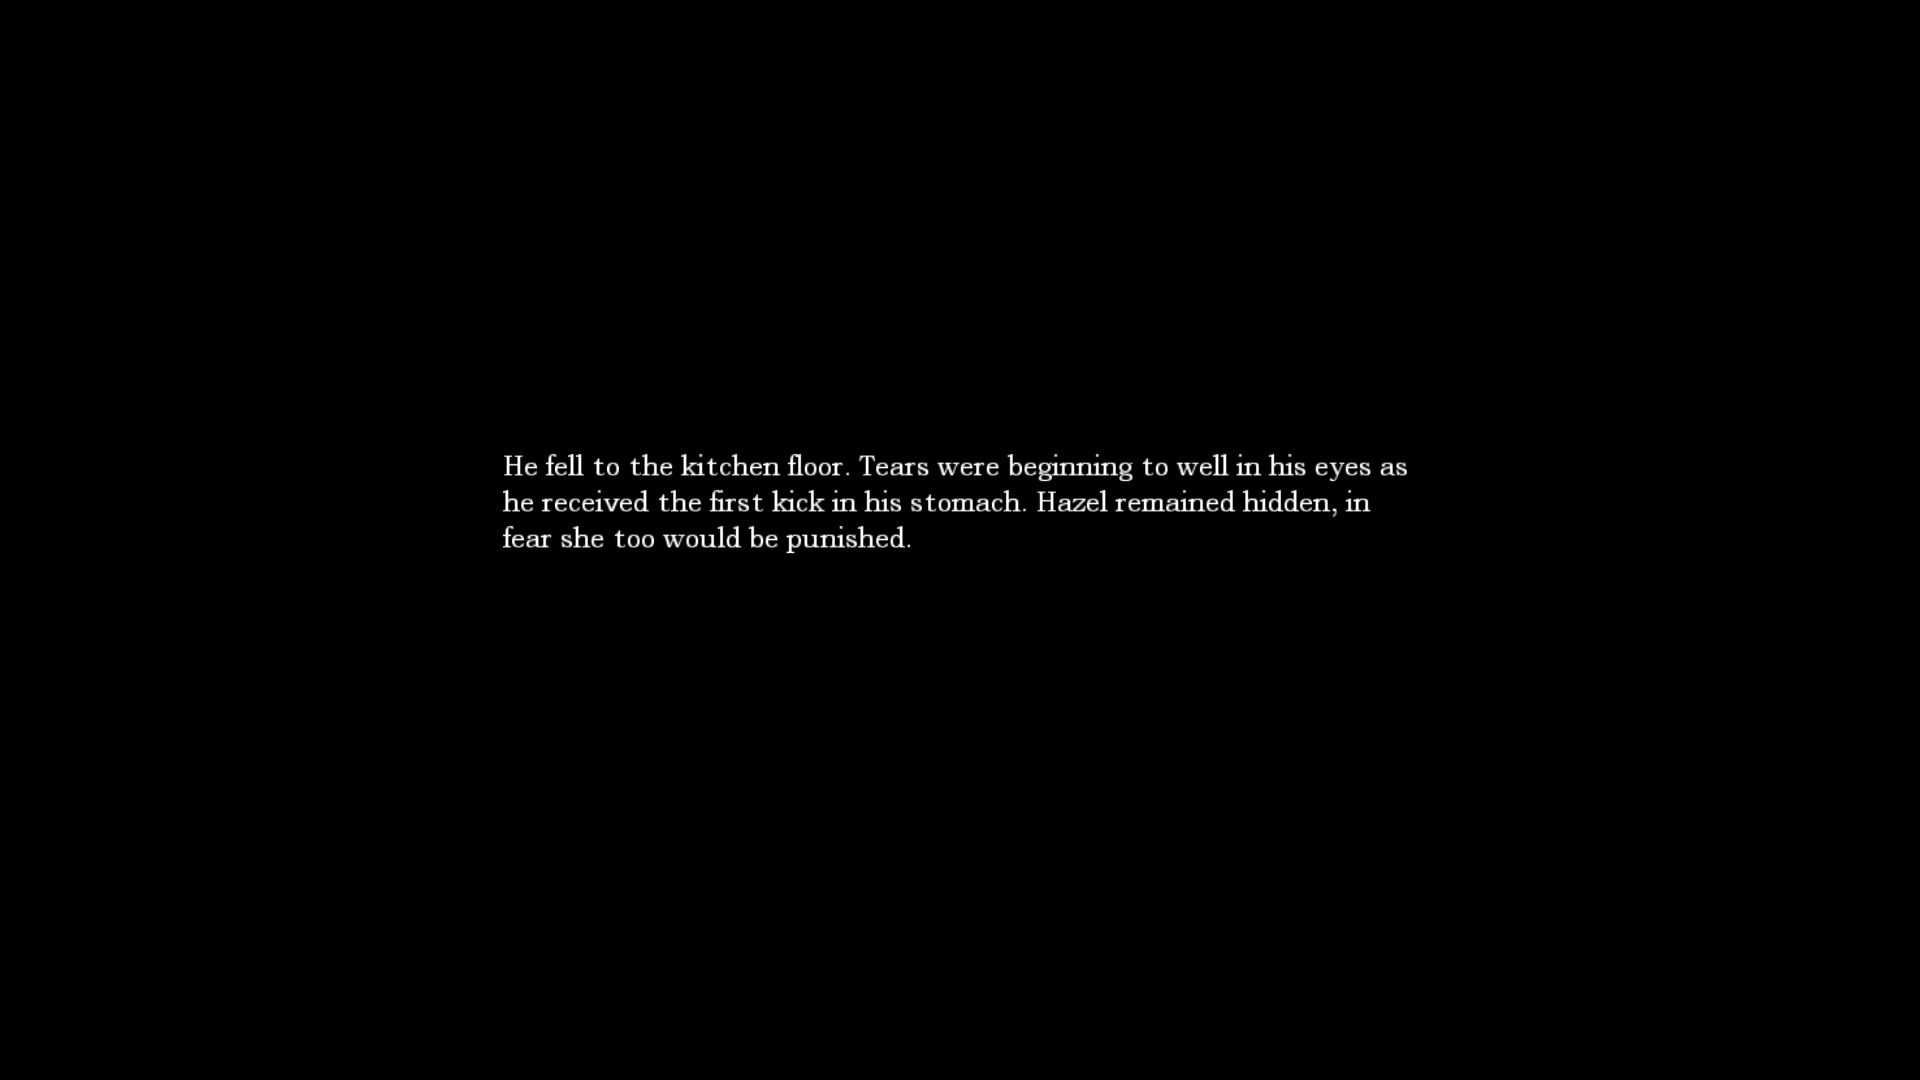 He fell to the kitchen floor. Tears were beginning to well in his eyes as
he received the first kick in his stomach. Hazel remained hidden, in
fear she too would be punished.